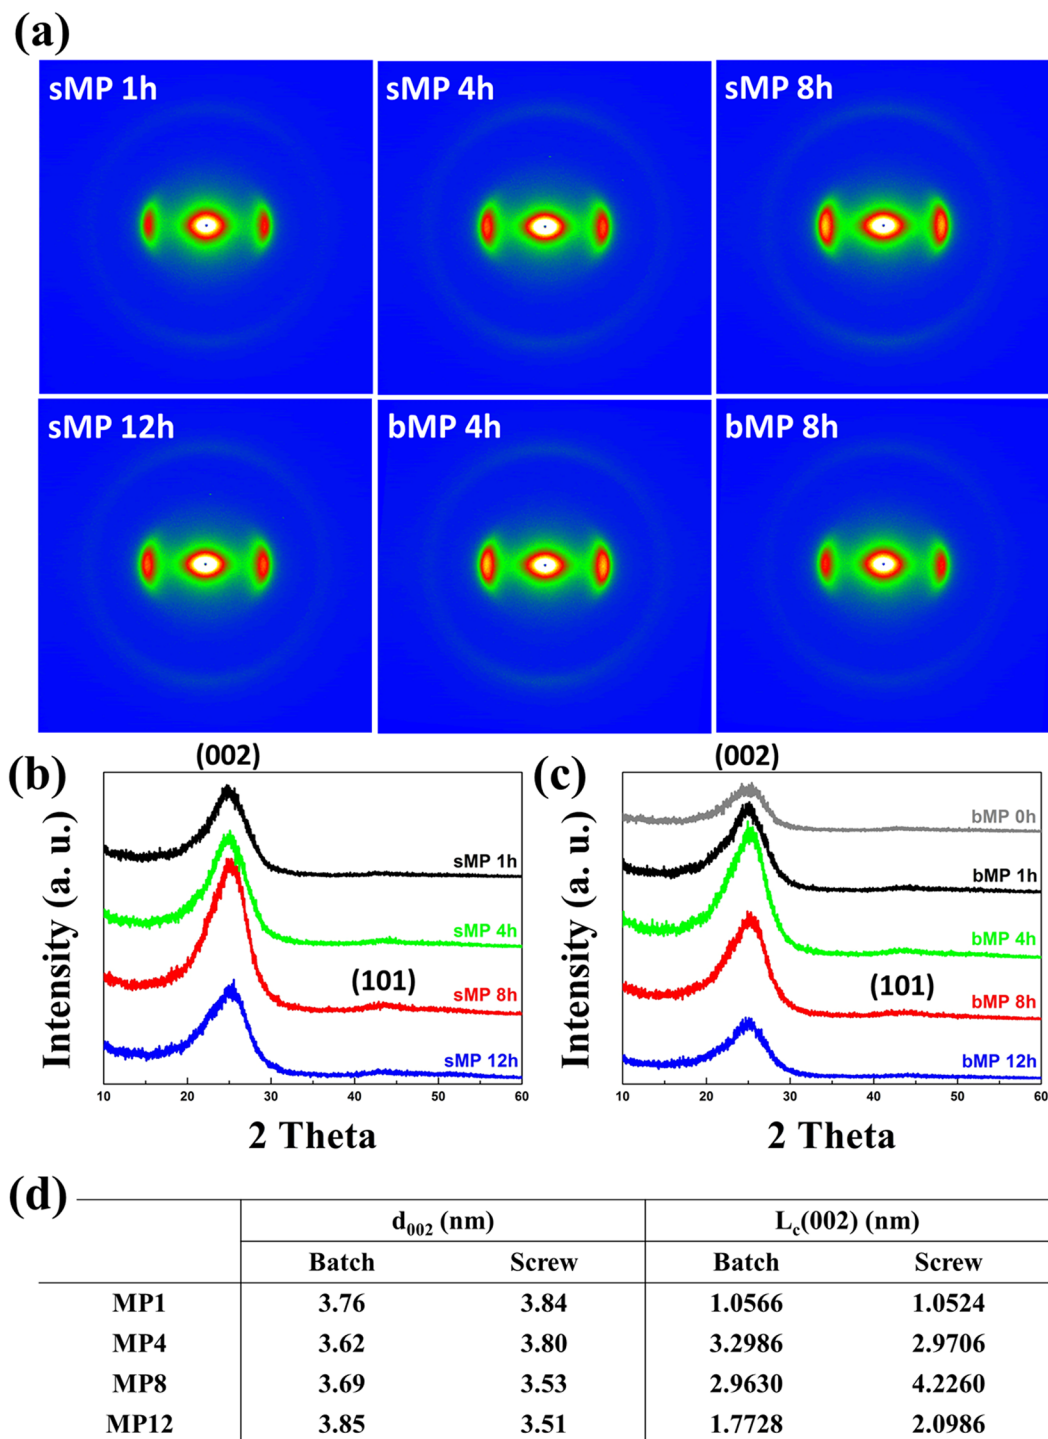 (a)
sMP 1h
sMP 4h
sMP 8h
sMP 12h
bMP 4h
bMP 8h
(b)
(002)
Intensity (a. u.)
sMP 1h
sMP 4h
(101)
sMP 8h
sMP 12h
10 20 30 40 50 60
2 Theta
(c)
(002)
Intensity (a. u.)
bMP 0h
bMP 1h
bMP 4h
(101)
bMP 8h
bMP 12h
10 20 30 40 50 60
2 Theta
(d)
d002 (nm) Lc(002) (nm)
Batch Screw Batch Screw
MP1 3.76 3.84 1.0566 1.0524
MP4 3.62 3.80 3.2986 2.9706
MP8 3.69 3.53 2.9630 4.2260
MP12 3.85 3.51 1.7728 2.0986